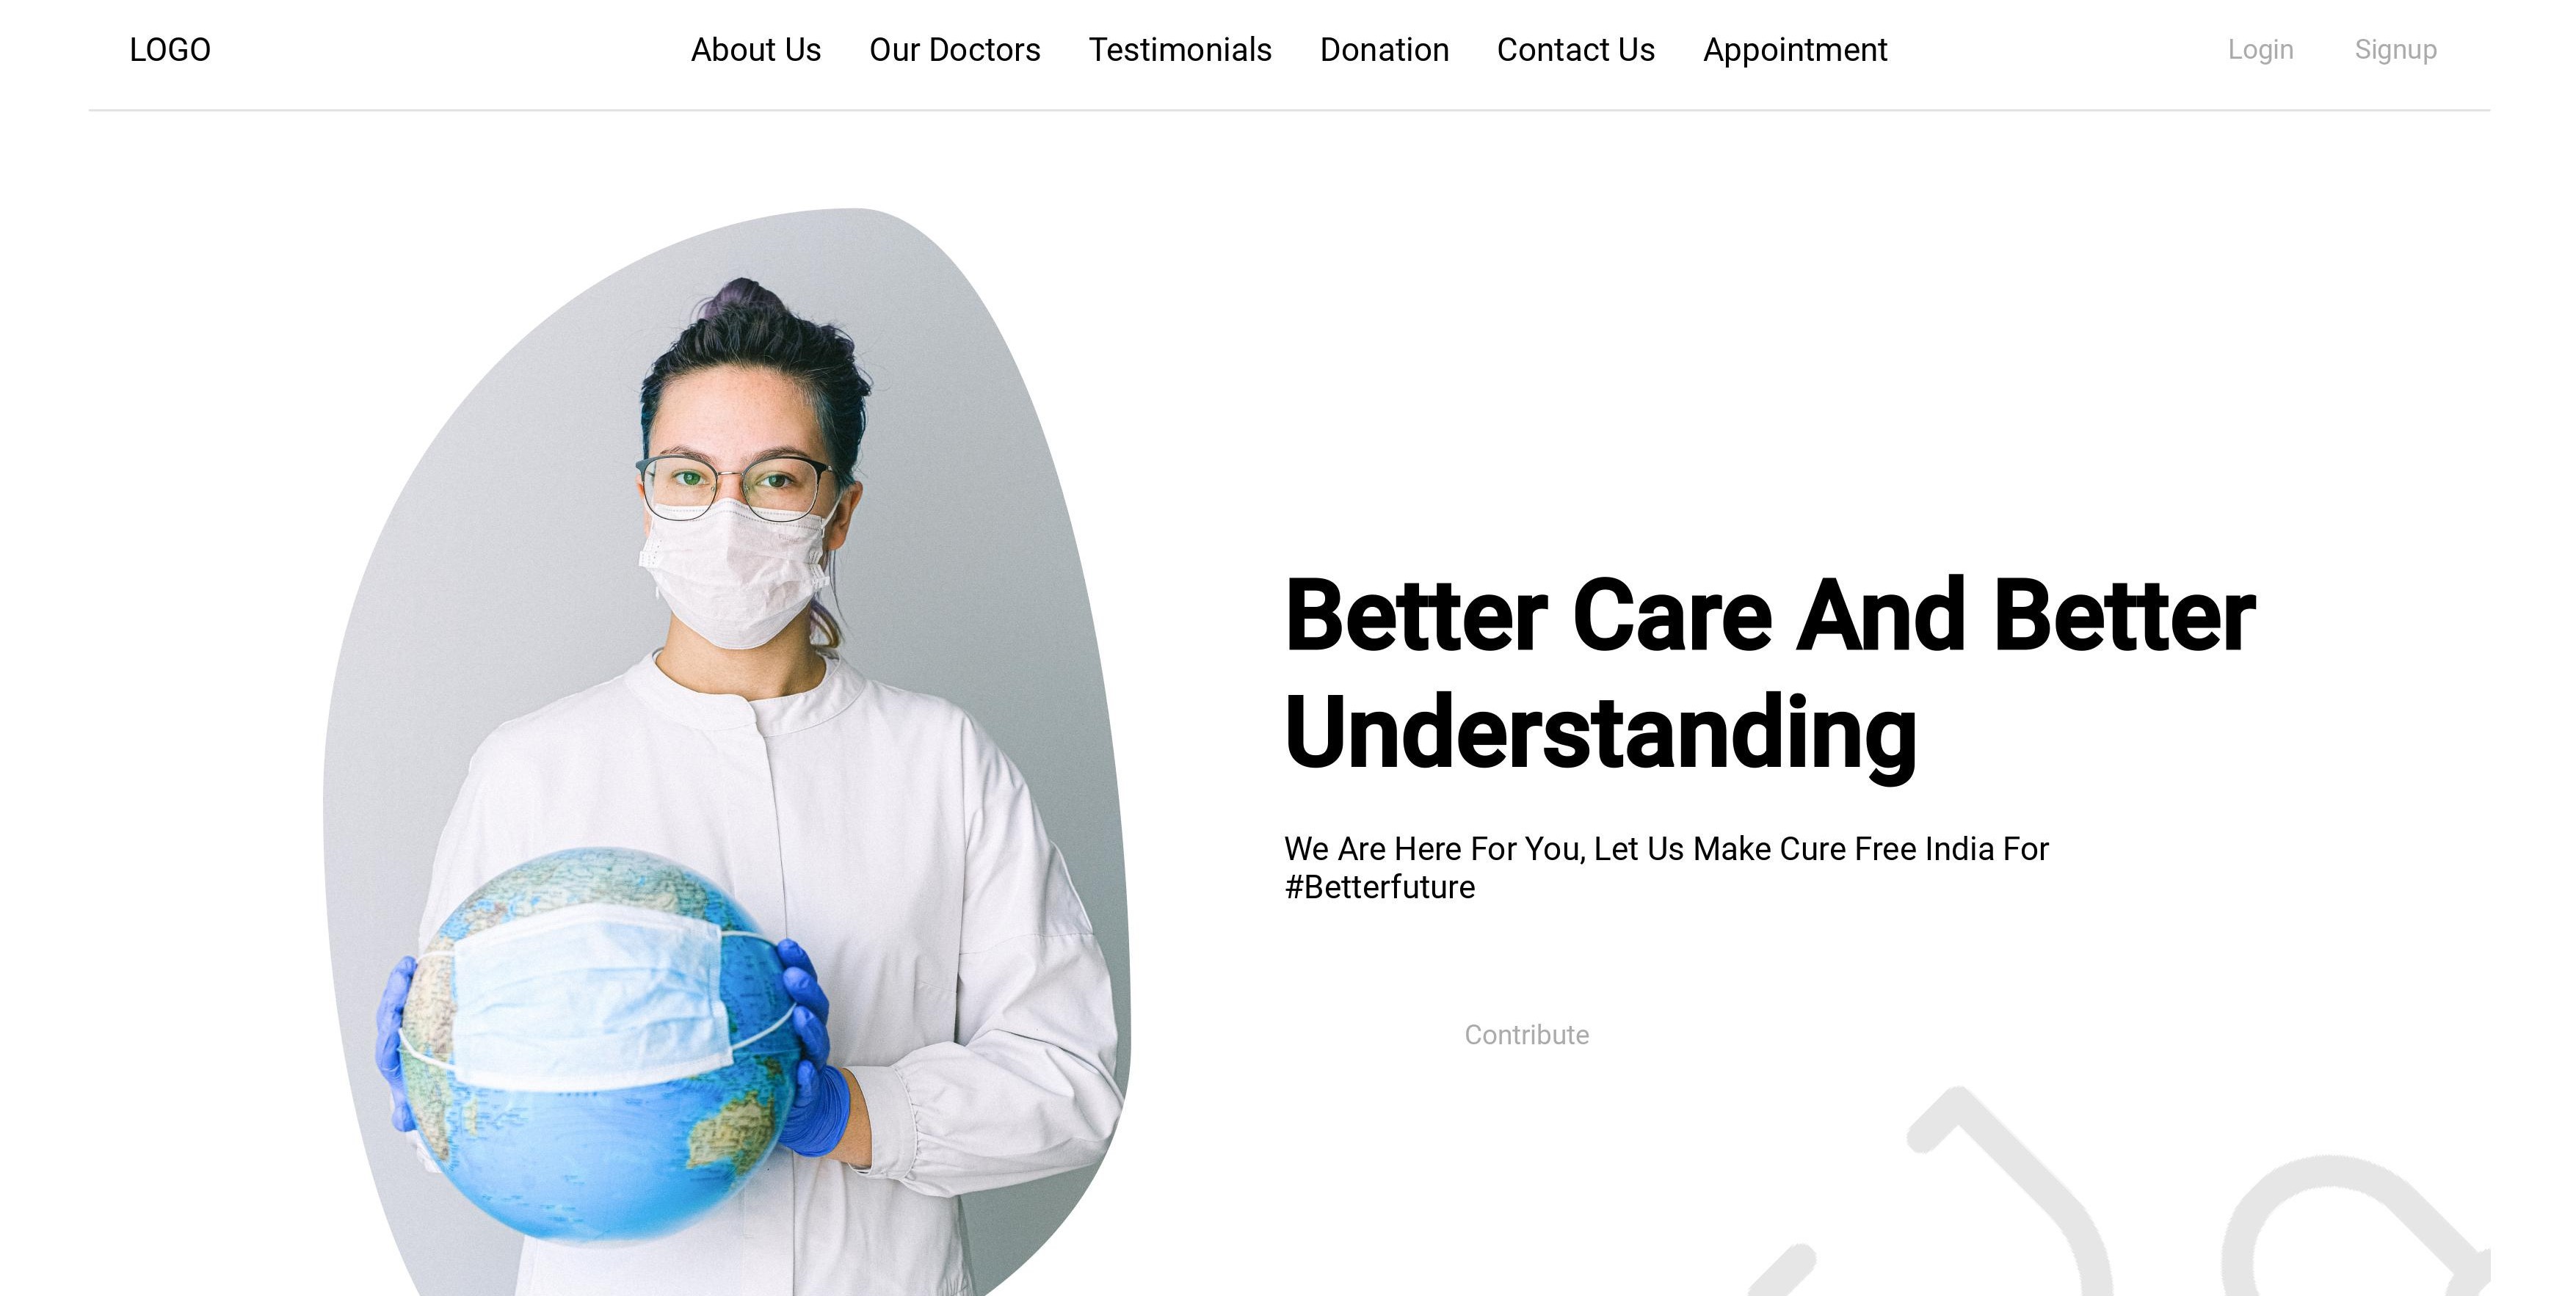 LOGO
About Us Our Doctors Testimonials Donation Contact Us Appointment
Login Signup
Better Care And Better
Understanding
We Are Here For You, Let Us Make Cure Free India For
#Betterfuture
Contribute